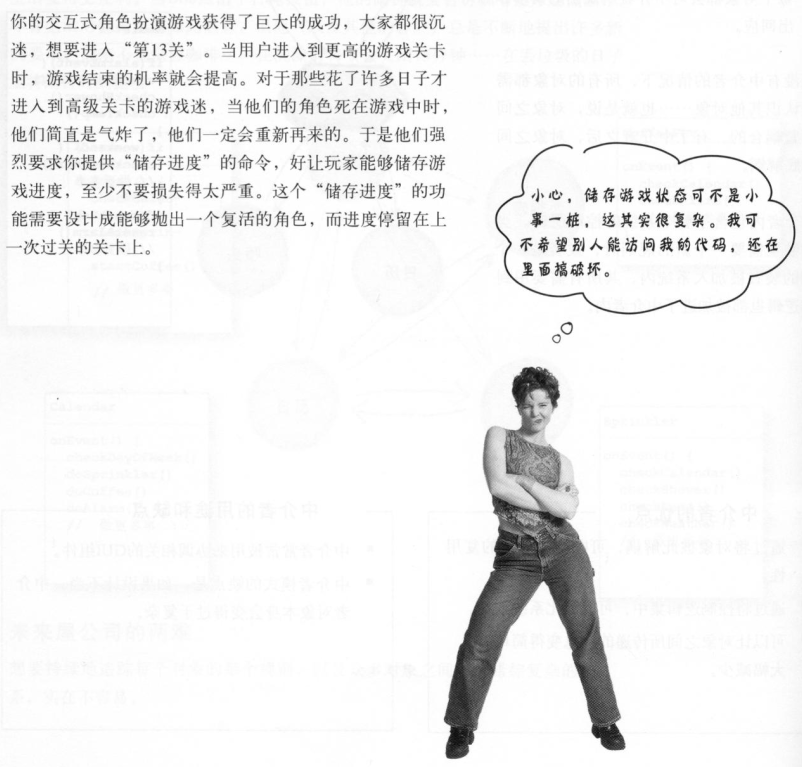 你的交互式角色扮演游戏获得了巨大的成功，大家都很沉
迷，想要进入“第13关”。当用户进入到更高的游戏关卡
时，游戏结束的机率就会提高。对于那些花了许多日子才
进入到高级关卡的游戏迷，当他们的角色死在游戏中时，
他们简直是气炸了，他们一定会重新再来的。于是他们强
烈要求你提供“储存进度”的命令，好让玩家能够储存游
戏进度，至少不要损失得太严重。这个“储存进度”的功
能需要设计成能够抛出一个复活的角色，而进度停留在上
一次过关的关卡上。
小心，储存游戏状态可不是小
事一桩，这其实很复杂。我可
不希望别人能访问我的代码，还在
里面搞破坏。